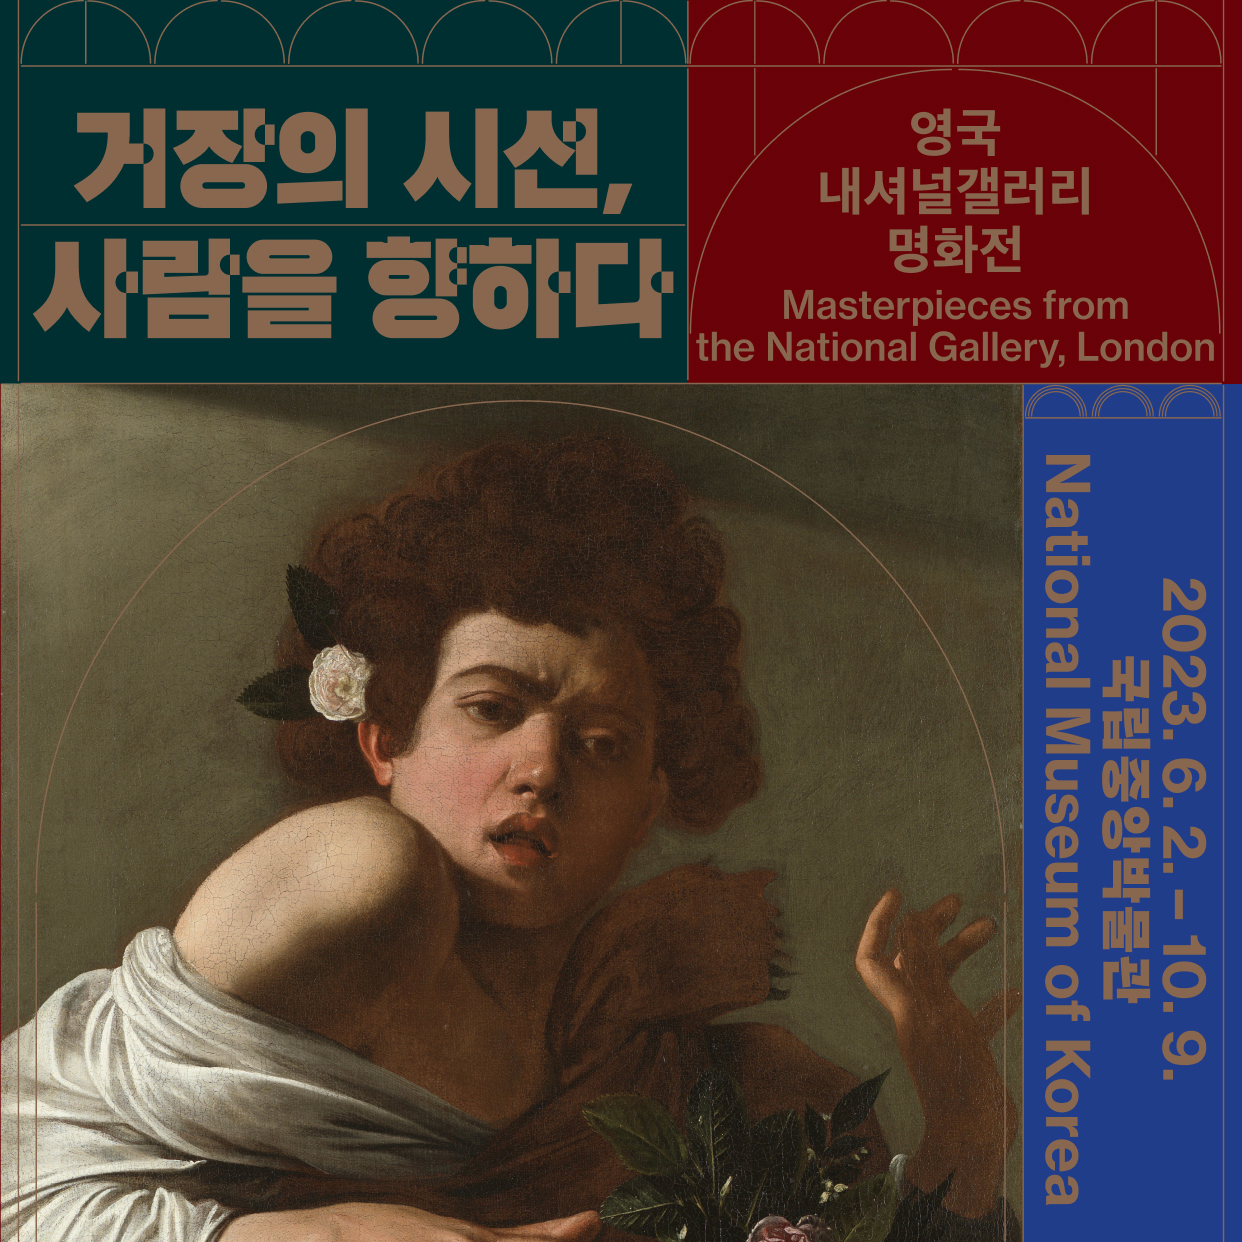 거장의 시선,
사람을 향하다
영국
내셔널갤러리
명화전
Masterpieces from
the National Gallery, London
2023. 6. 2. – 10. 9.
국립중앙박물관
National Museum of Korea